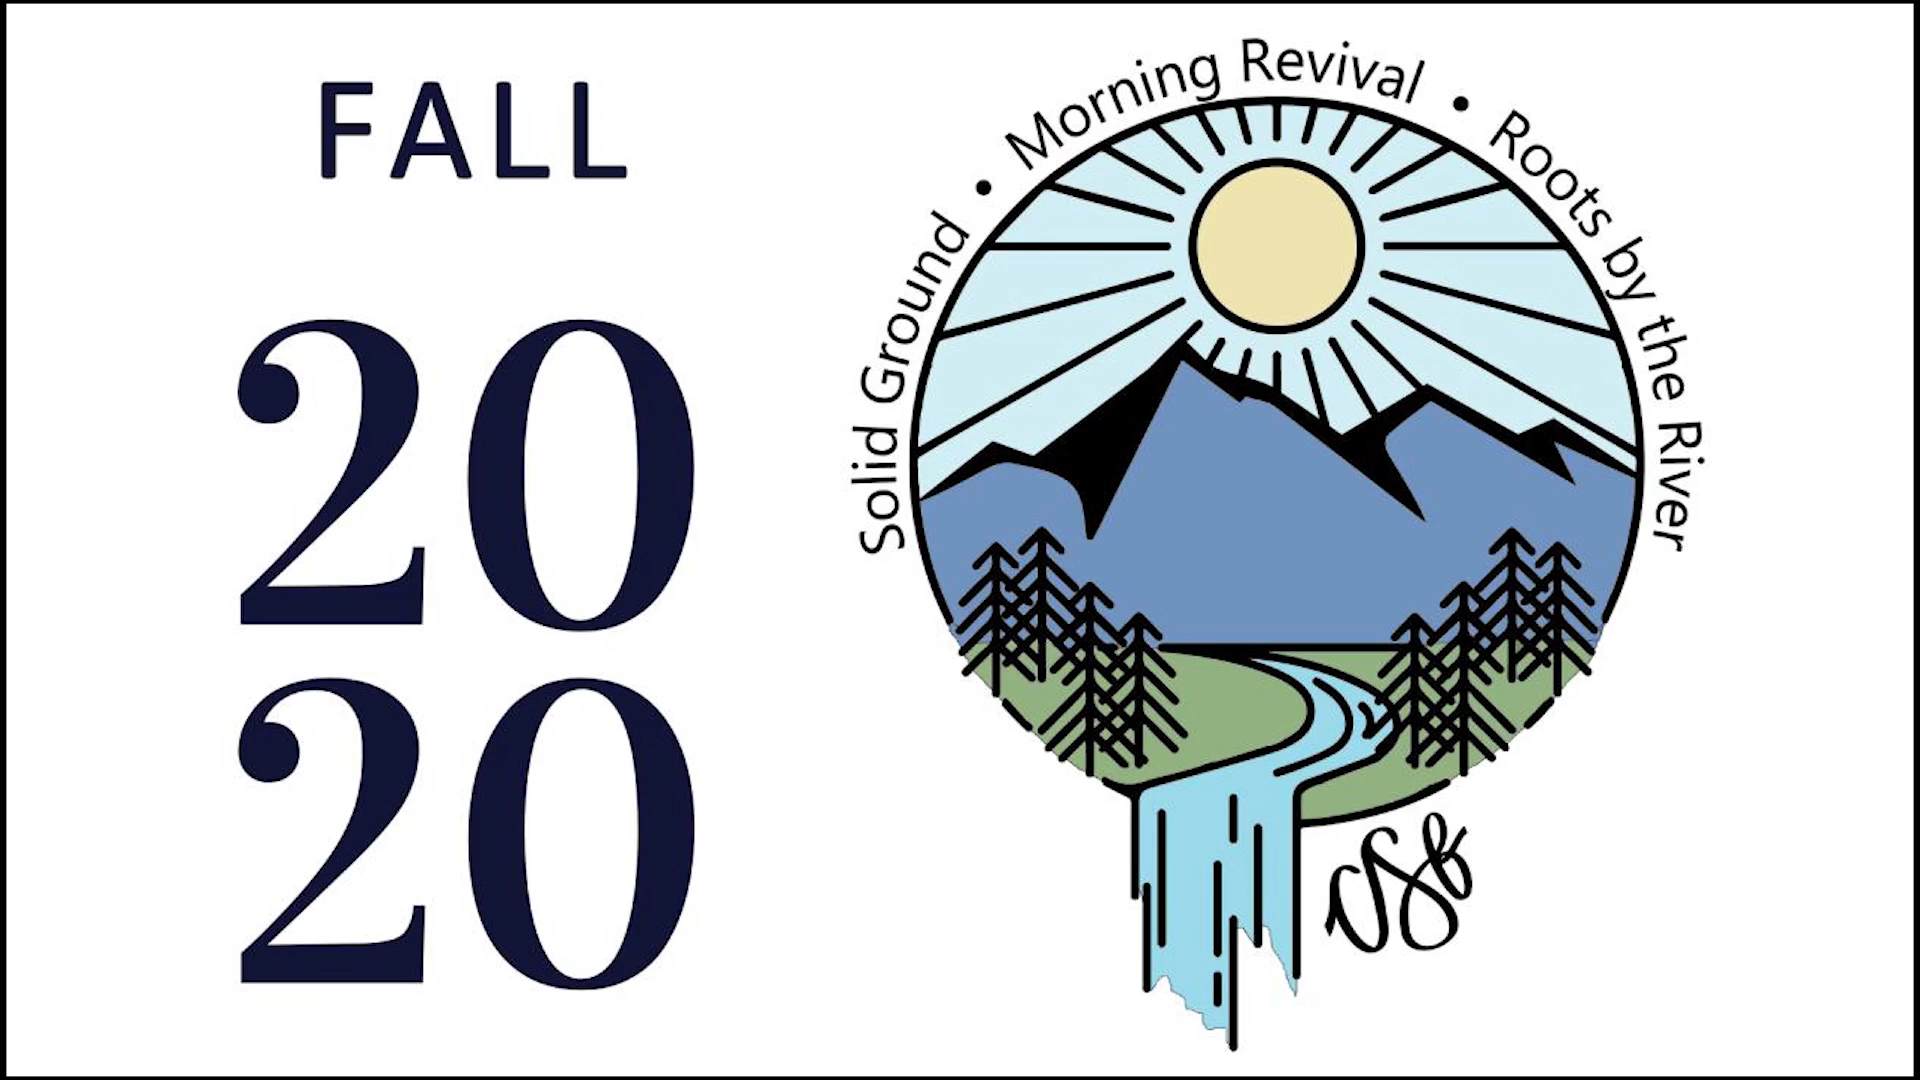 FALL
20
20
Solid Ground • Morning Revival • Roots by the River